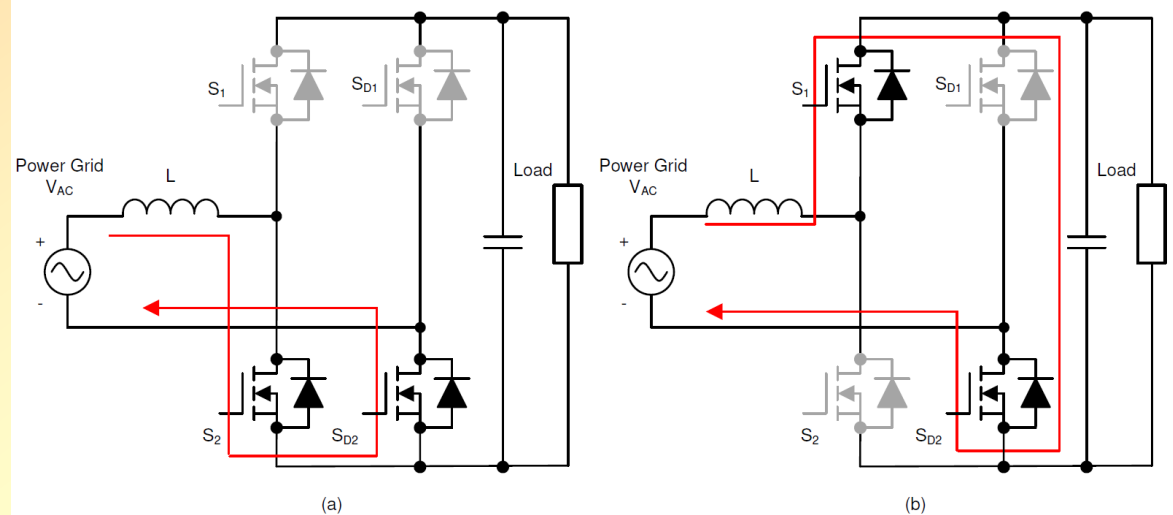 S1
SD1
Power Grid
VAC
L
Load
+
-
S2
SD2
(a)
S1
SD1
Power Grid
VAC
L
Load
+
-
S2
SD2
(b)